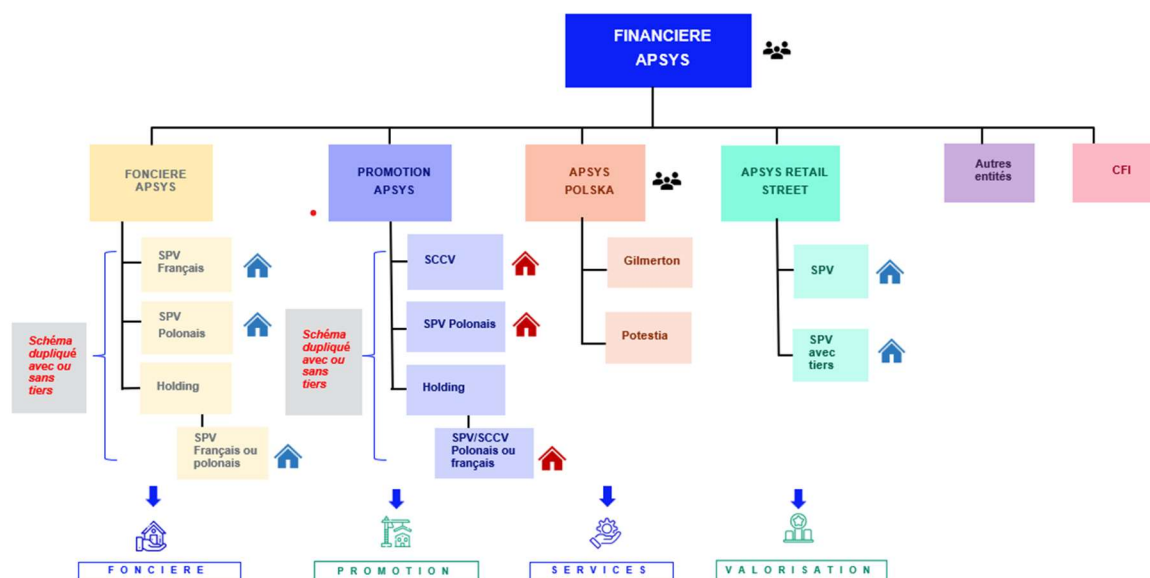 FINANCIERE
APSYS
FONCIERE
APSYS
PROMOTION
APSYS
APSYS
POLSKA
APSYS RETAIL
STREET
Autres
entités
CFI
SPV
Français
SPV
Polonais
Holding
SPV
Français ou
polonais
Schéma
dupliqué
avec ou
sans
tiers
SCCV
SPV Polonais
Holding
SPV/SCCV
Polonais ou
français
Schéma
dupliqué
avec ou
sans
tiers
Gilmerton
Potestia
SPV
SPV
avec
tiers
FONCIERE
PROMOTION
SERVICES
VALORISATION